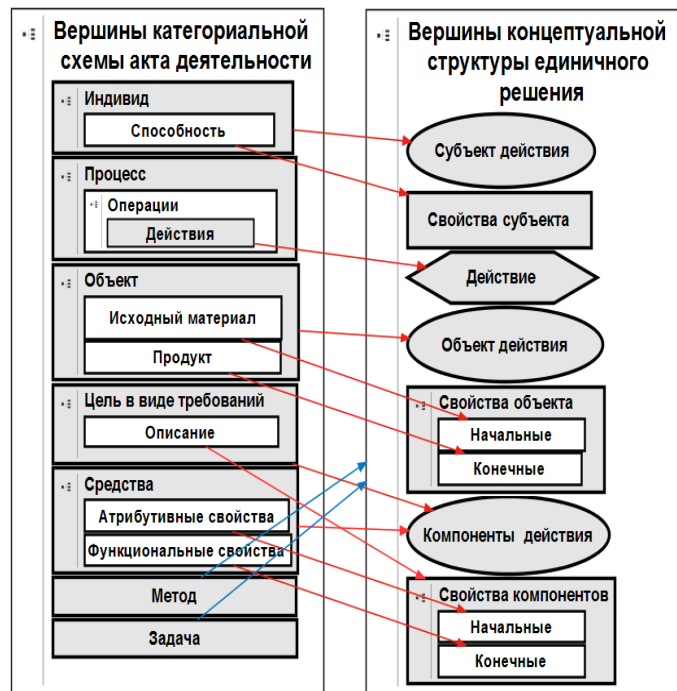 Вершины категориальной
схемы акта деятельности
Индивид
Способность
Процесс
Операции
Действия
Объект
Исходный материал
Продукт
Цель в виде требований
Описание
Средства
Атрибутивные свойства
Функциональные свойства
Метод
Задача
Вершины концептуальной
структуры единичного
решения
Субъект действия
Свойства субъекта
Действие
Объект действия
Свойства объекта
Начальные
Конечные
Компоненты действия
Свойства компонентов
Начальные
Конечные